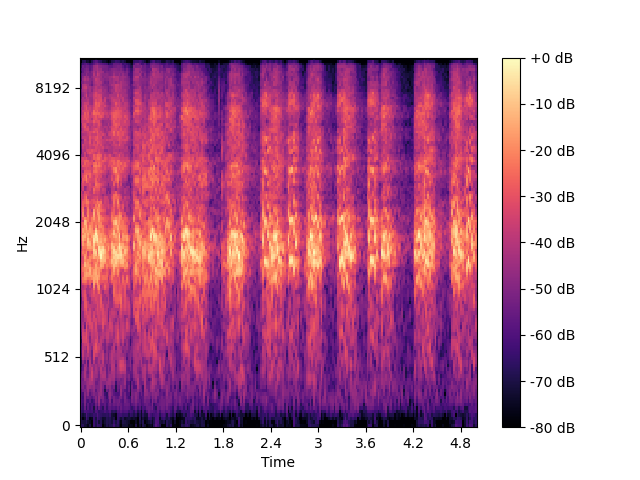 +0 dB
8192
-10 dB
4096
-20 dB
-30 dB
2048
Hz
-40 dB
1024
-50 dB
-60 dB
512
-70 dB
0
-80 dB
0 0.6 1.2 1.8 2.4 3 3.6 4.2 4.8
Time